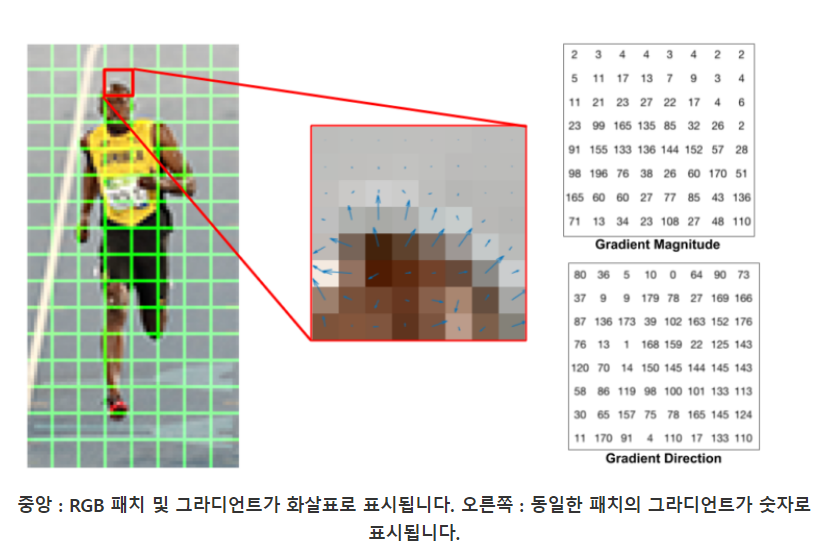 2 3 4 4 3 4 2 2
5 11 17 13 7 9 3 4
11 21 23 27 22 17 4 6
23 99 165 135 85 32 26 2
91 155 133 136 144 152 57 28
98 196 76 38 26 60 170 51
165 60 60 27 77 85 43 136
71 13 34 23 108 27 48 110
Gradient Magnitude
80 36 5 10 0 64 90 73
37 9 9 179 78 27 169 166
87 136 173 39 102 163 152 176
76 13 1 168 159 22 125 143
120 70 14 150 145 144 145 143
58 86 119 98 100 101 133 113
30 65 157 75 78 165 145 124
11 170 91 4 110 17 133 110
Gradient Direction
중앙 : RGB 패치 및 그라디언트가 화살표로 표시됩니다. 오른쪽 : 동일한 패치의 그라디언트가 숫자로
표시됩니다.